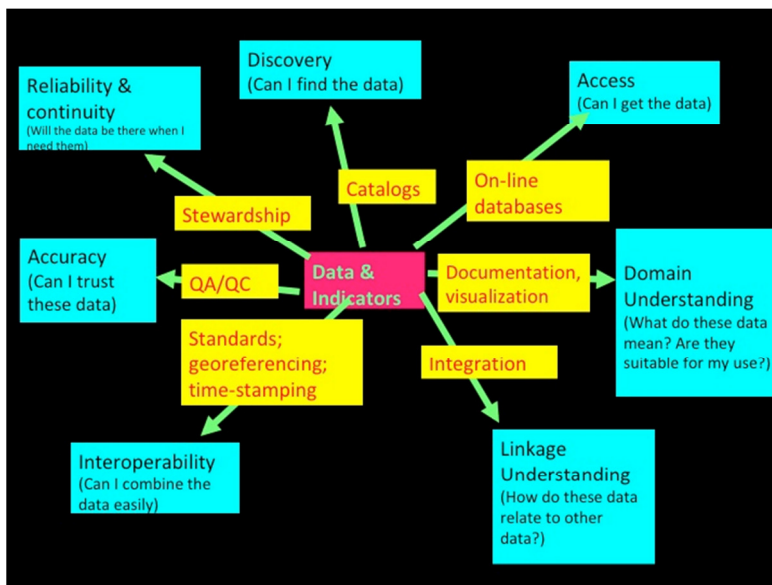 Discovery
(Can I find the data)
Reliability &
continuity
(Will the data be there when I
need them)
Access
(Can I get the data)
Catalogs
On-line
databases
Stewardship
Accuracy
(Can I trust
these data)
QA/QC
Data &
Indicators
Documentation,
visualization
Domain
Understanding
(What do these data
mean? Are they
suitable for my use?)
Standards;
georeferencing;
time-stamping
Integration
Interoperability
(Can I combine the
data easily)
Linkage
Understanding
(How do these data
relate to other
data?)